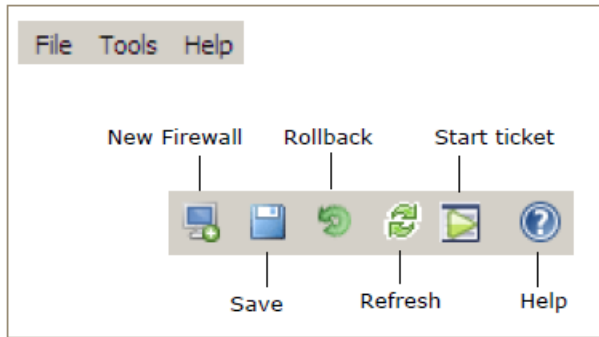 File Tools Help
New Firewall Rollback Start ticket
Save Refresh Help